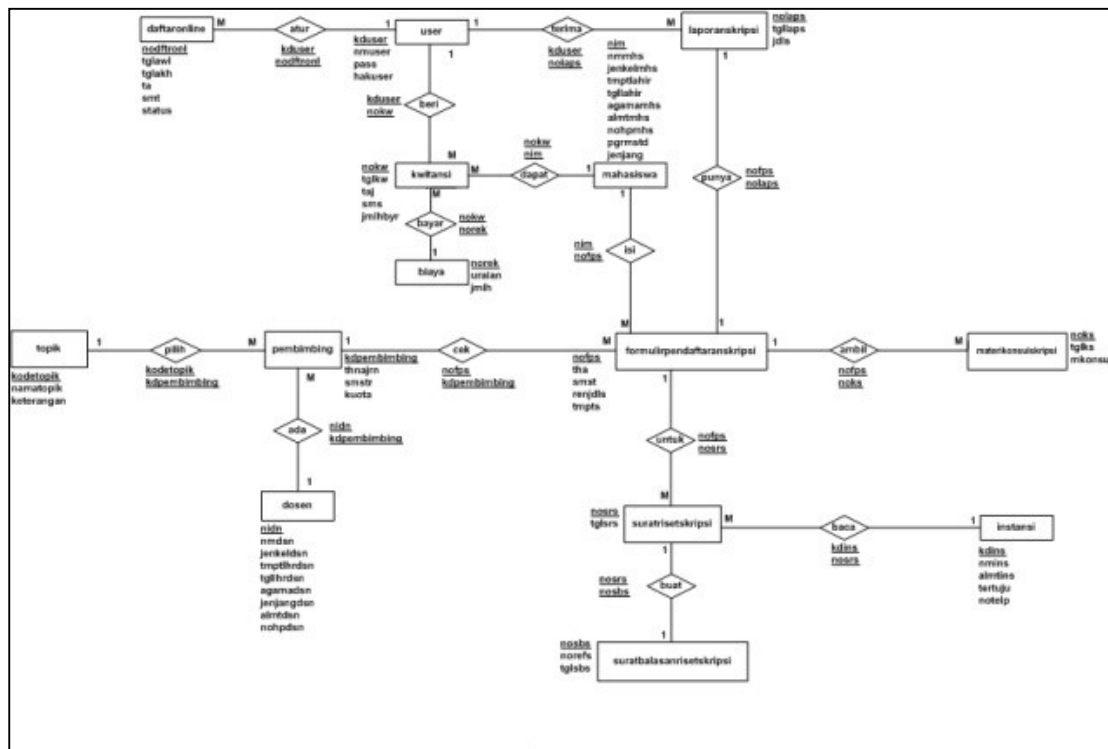 daftaronline
M
atur
1
user
1
terima
M
laporanskripsi
nodftronl
tglawl
tglakh
ta
smt
status
kduser
nodftronl
kduser
nmuser
pass
hakuser
1
kduser
nolaps
nolaps
tgllaps
jdls
1
nim
nmmhs
jenkelmhs
tmptlahir
tgllahir
agamamhs
almtmhs
nohpmhs
pgrmstd
jenjang
kduser
nokw
beri
M
nokw
tglkw
taj
sms
jmlhbyr
kwitansi
M
dapat
nokw
nim
1
mahasiswa
1
punya
nofps
nolaps
M
bayar
nokw
norek
1
biaya
norek
uraian
jmlh
nim
nofps
isi
M
1
topik
1
pilih
M
pembimbing
1
cek
M
formulirpendaftaranskripsi
1
ambil
M
materikonsulskripsi
kodetopik
namatopik
keterangan
kodetopik
kdpembimbing
kdpembimbing
thnajrn
smstr
kuota
nofps
kdpembimbing
nofps
tha
smst
renjdls
tmpts
nofps
noks
noks
tglks
mkonsul
M
ada
nidn
kdpembimbing
1
dosen
nidn
nmdsn
jenkeldsn
tmptlhrdsn
tgllhrdsn
agamadsn
jenjangdsn
almtdsn
nohpdsn
1
untuk
nofps
nosrs
M
nosrs
tglsrs
suratrisetskripsi
M
baca
1
instansi
kdins
nosrs
kdins
nmins
almtins
tertuju
notelp
1
nosrs
nosbs
buat
1
nosbs
norefs
tglsbs
suratbalasanrisetskripsi